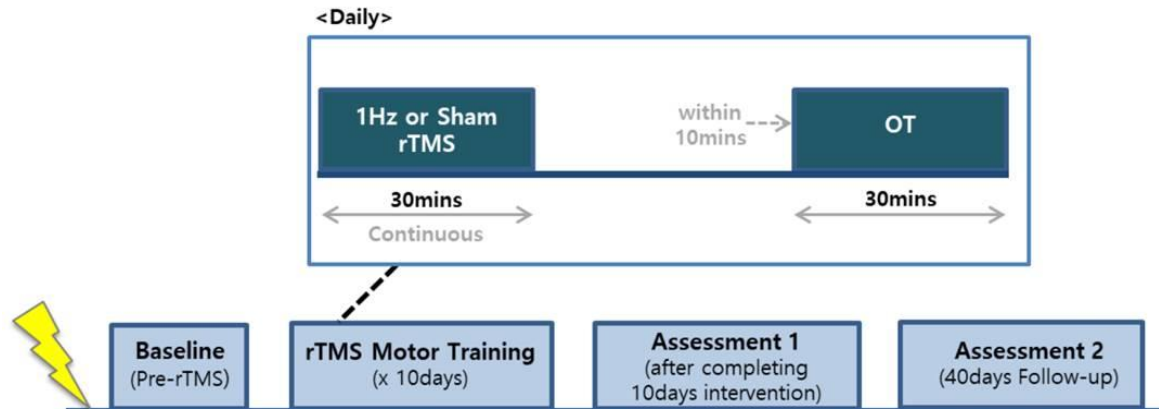 <Daily>
1Hz or Sham
rTMS
within
10mins
OT
30mins
Continuous
30mins
Baseline
(Pre-rTMS)
rTMS Motor Training
(x 10days)
Assessment 1
(after completing
10days intervention)
Assessment 2
(40days Follow-up)